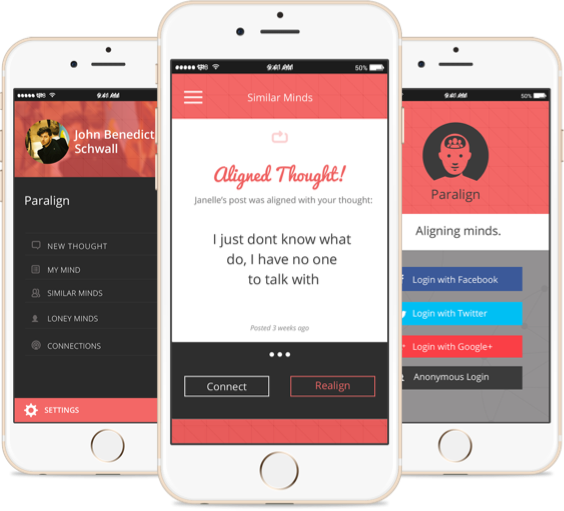 9:41 AM
John Benedict
Schwall
Paralign
NEW THOUGHT
MY MIND
SIMILAR MINDS
LONEY MINDS
CONNECTIONS
SETTINGS
9:41 AM
50%
Similar Minds
Aligned Thought!
Janelle's post was aligned with your thought:
I just dont know what
do, I have no one
to talk with
Posted 3 weeks ago
Connect
Realign
9:41 AM
50%
Paralign
Aligning minds.
Login with Facebook
Login with Twitter
Login with Google+
Anonymous Login